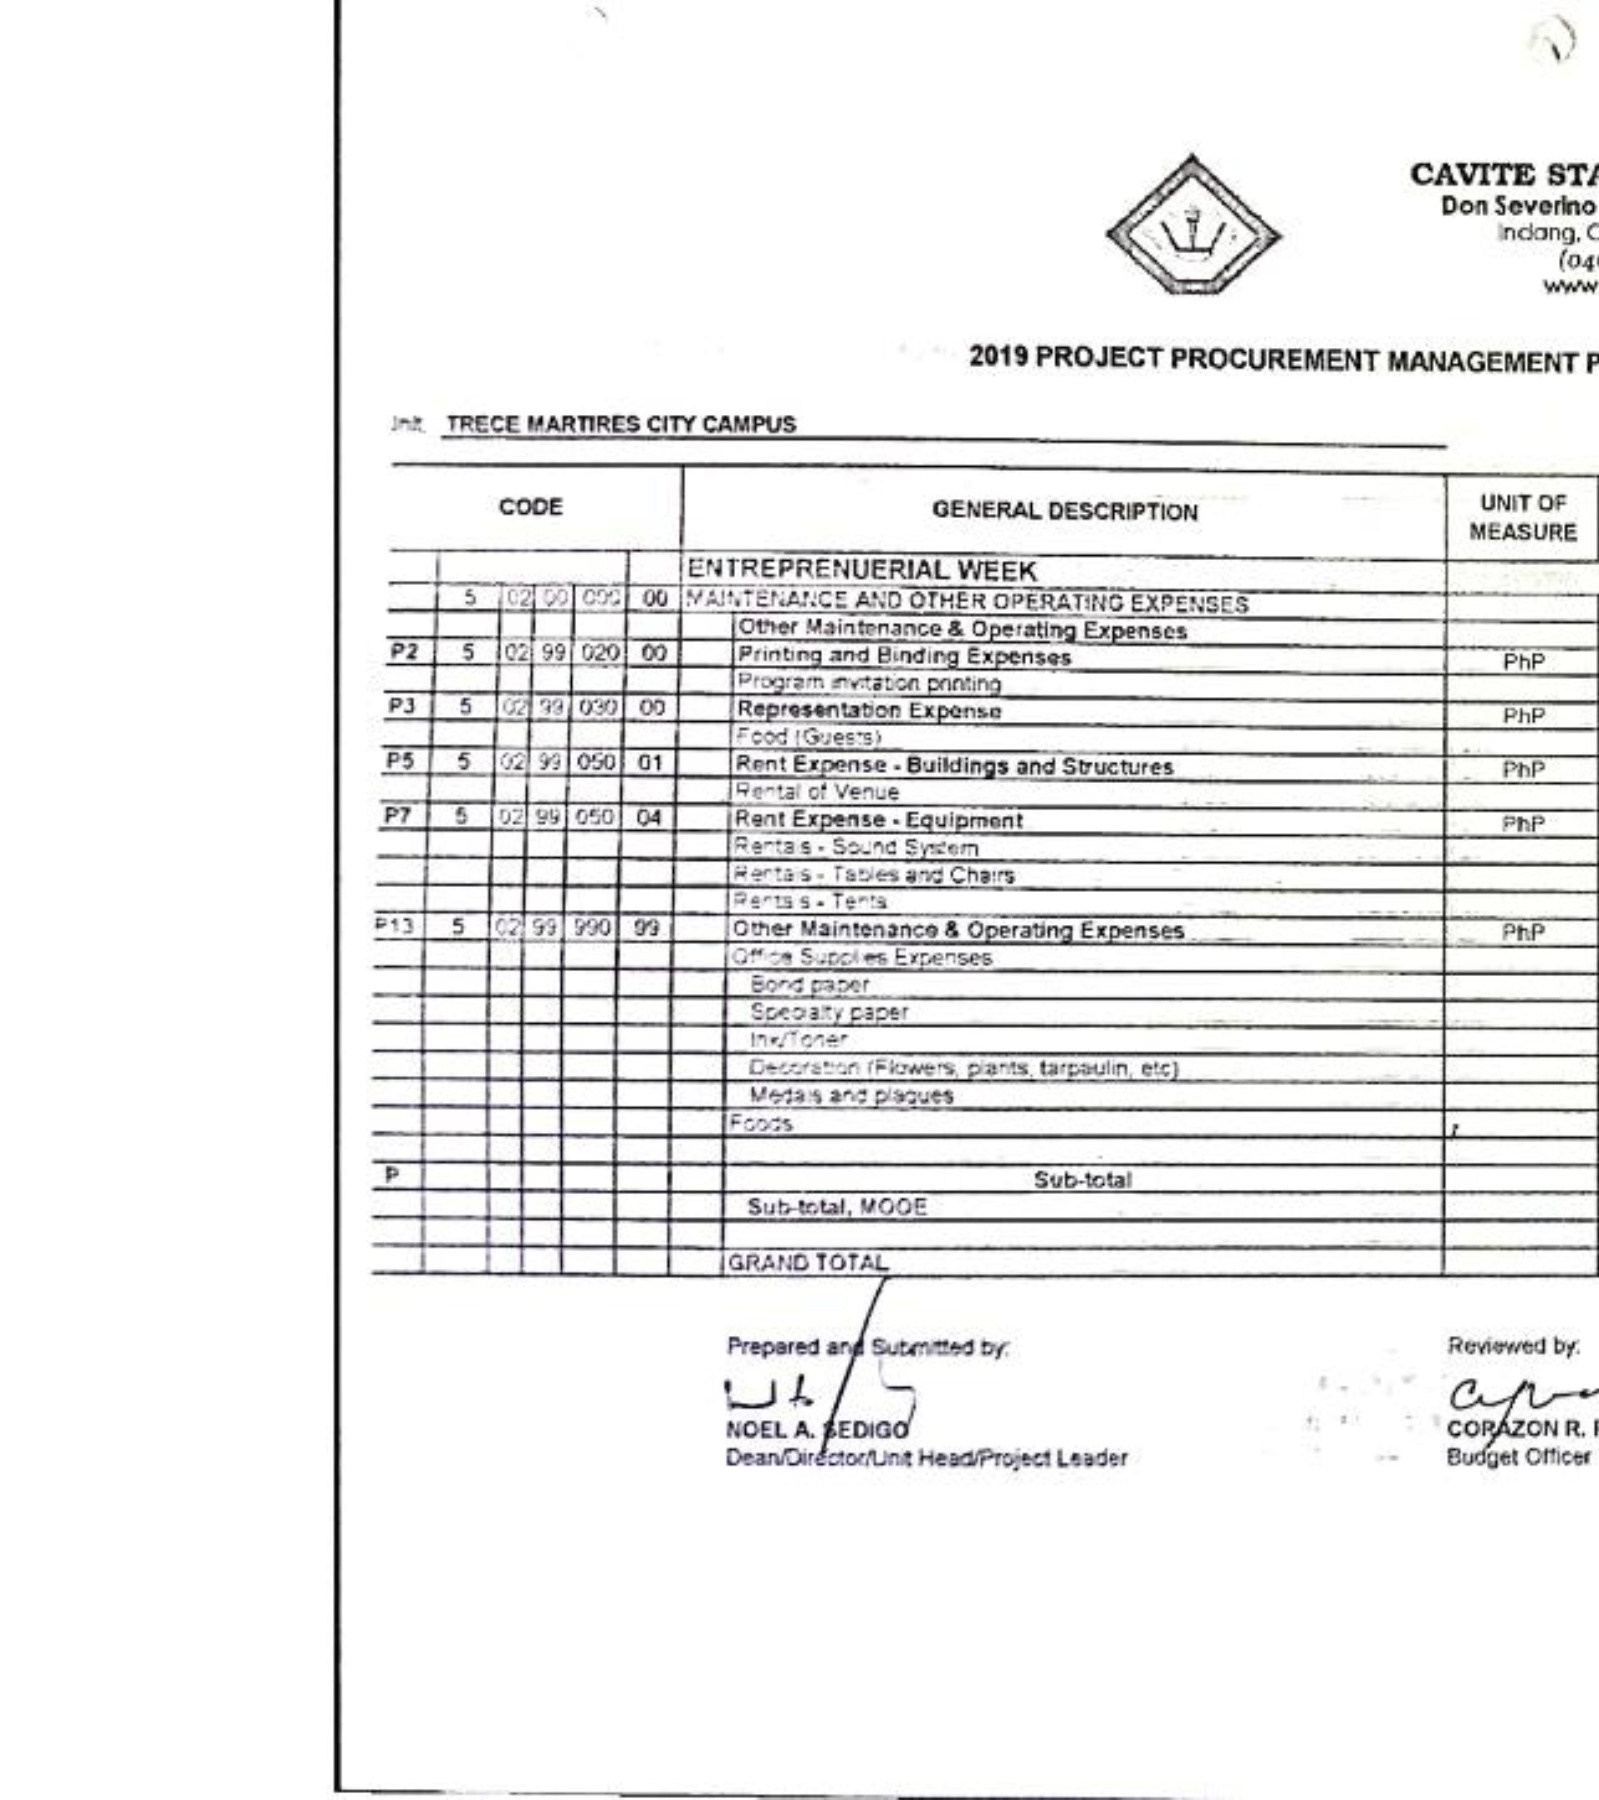 CAVITE STA
Don Severino
Indang, C
(04
www
2019 PROJECT PROCUREMENT MANAGEMENT P
Unit: TRECE MARTIRES CITY CAMPUS
CODE GENERAL DESCRIPTION UNIT OF MEASURE
ENTREPRENUERIAL WEEK
5 02 00 000 00 MAINTENANCE AND OTHER OPERATING EXPENSES
Other Maintenance & Operating Expenses
P2 5 02 99 020 00 Printing and Binding Expenses PhP
Program invitation printing
P3 5 02 99 030 00 Representation Expense PhP
Food (Guests)
P5 5 02 99 050 01 Rent Expense - Buildings and Structures PhP
Rental of Venue
P7 5 02 99 050 04 Rent Expense - Equipment PhP
Rentals - Sound System
Rentals - Tables and Chairs
Rentals - Tents
P13 5 02 99 990 99 Other Maintenance & Operating Expenses PhP
Office Supplies Expenses
Bond paper
Specialty paper
Ink/Toner
Decoration (Flowers, plants, tarpaulin, etc)
Medals and plaques
Foods
P Sub-total
Sub-total, MOOE
GRAND TOTAL
Prepared and Submitted by: Reviewed by:
NOEL A. SEDIGO CORAZON R.
Dean/Director/Unit Head/Project Leader Budget Officer